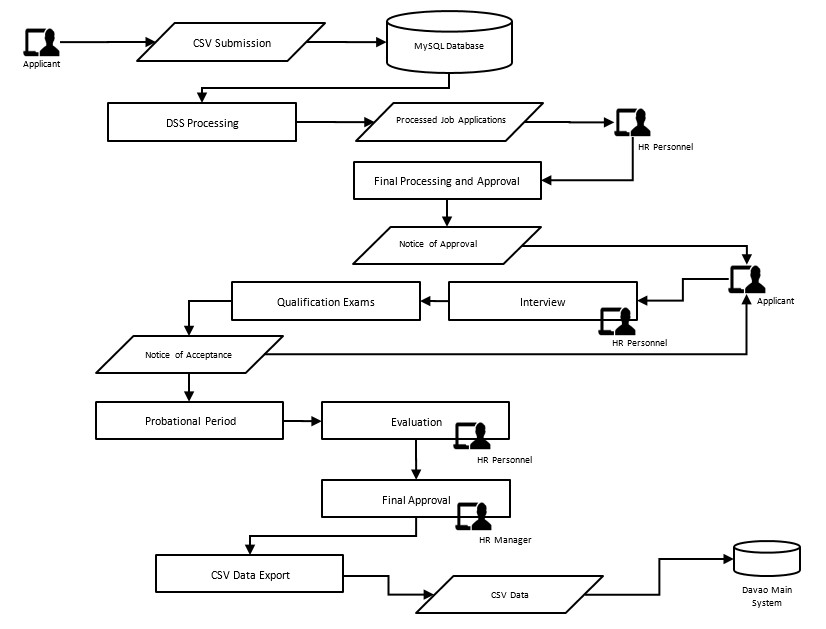 Applicant
CSV Submission
MySQL Database
DSS Processing
Processed Job Applications
HR Personnel
Final Processing and Approval
Notice of Approval
Applicant
Qualification Exams
Interview
HR Personnel
Notice of Acceptance
Probational Period
Evaluation
HR Personnel
Final Approval
HR Manager
CSV Data Export
CSV Data
Davao Main
System